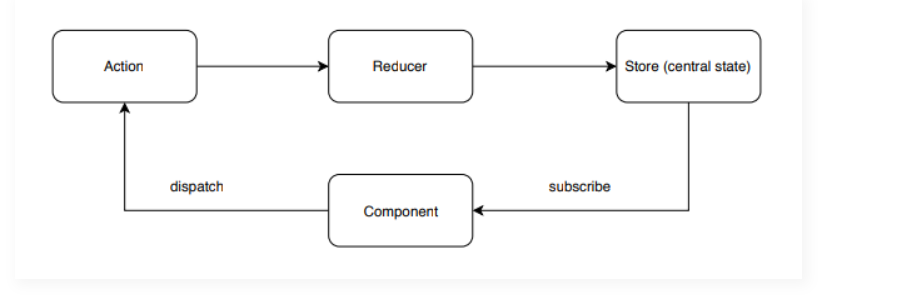 Action
Reducer
Store (central state)
dispatch
subscribe
Component